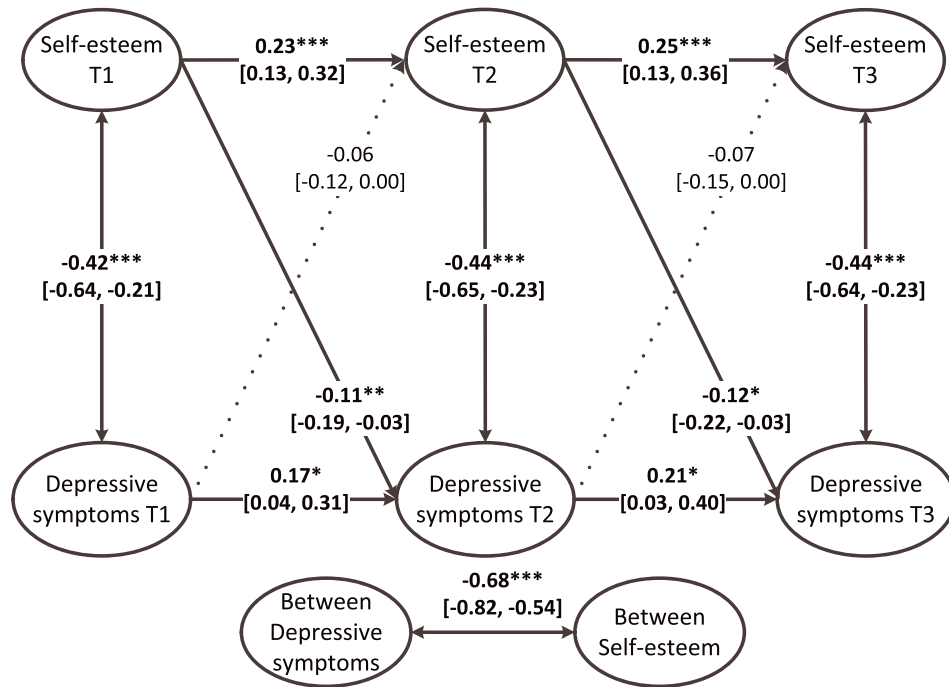 Self-esteem
T1
0.23***
[0.13, 0.32]
Self-esteem
T2
0.25***
[0.13, 0.36]
Self-esteem
T3
-0.06
[-0.12, 0.00]
-0.07
[-0.15, 0.00]
-0.42***
[-0.64, -0.21]
-0.44***
[-0.65, -0.23]
-0.44***
[-0.64, -0.23]
-0.11**
[-0.19, -0.03]
-0.12*
[-0.22, -0.03]
Depressive
symptoms T1
0.17*
[0.04, 0.31]
Depressive
symptoms T2
0.21*
[0.03, 0.40]
Depressive
symptoms T3
Between
Depressive
symptoms
-0.68***
[-0.82, -0.54]
Between
Self-esteem